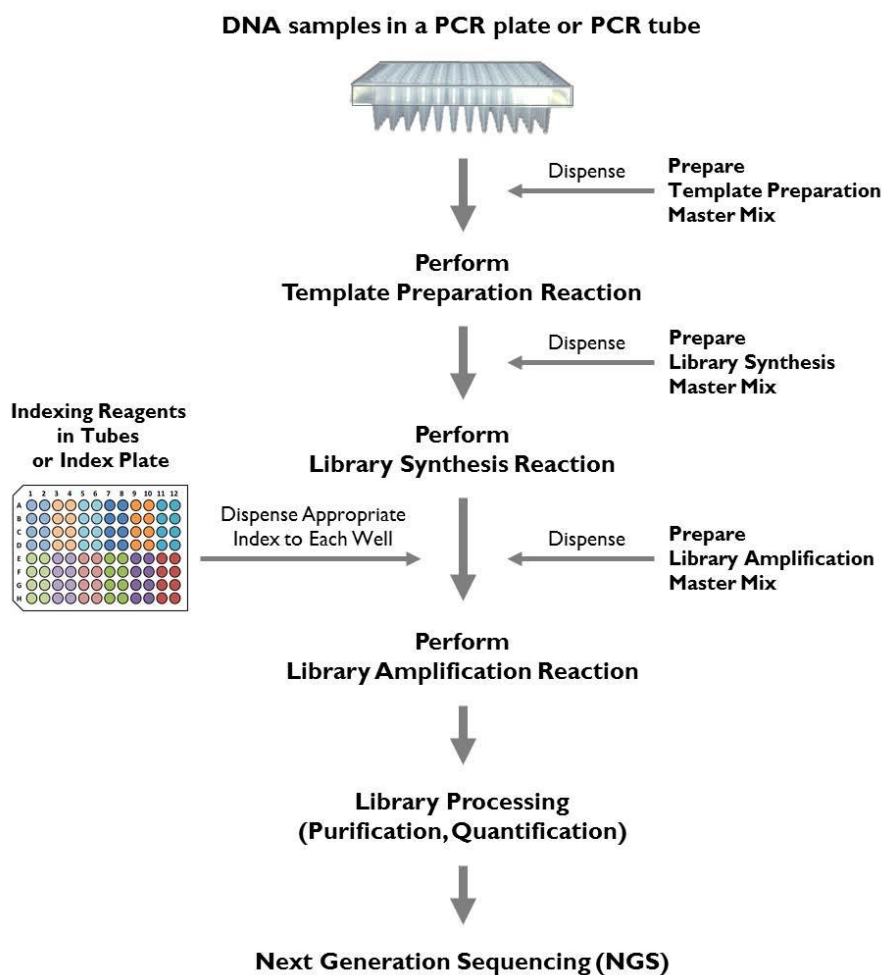 DNA samples in a PCR plate or PCR tube
Dispense
Prepare
Template Preparation
Master Mix
Perform
Template Preparation Reaction
Dispense
Prepare
Library Synthesis
Master Mix
Indexing Reagents
in Tubes
or Index Plate
1 2 3 4 5 6 7 8 9 10 11 12
A
B
C
D
E
F
G
H
Perform
Library Synthesis Reaction
Dispense Appropriate
Index to Each Well
Dispense
Prepare
Library Amplification
Master Mix
Perform
Library Amplification Reaction
Library Processing
(Purification, Quantification)
Next Generation Sequencing (NGS)